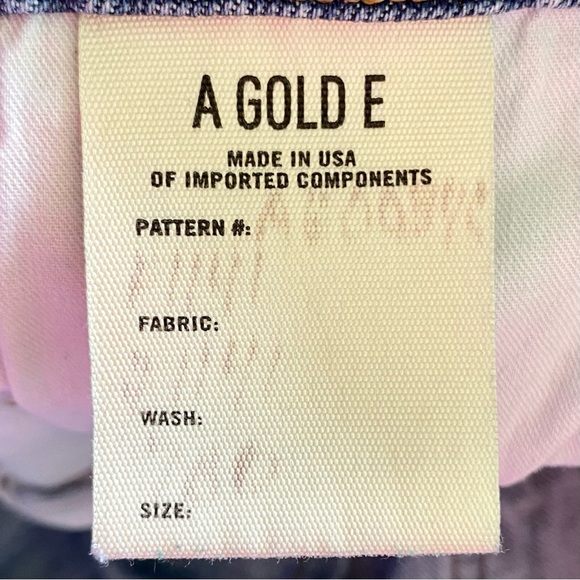 A GOLD E
MADE IN USA
OF IMPORTED COMPONENTS
PATTERN #:
FABRIC:
WASH:
SIZE: